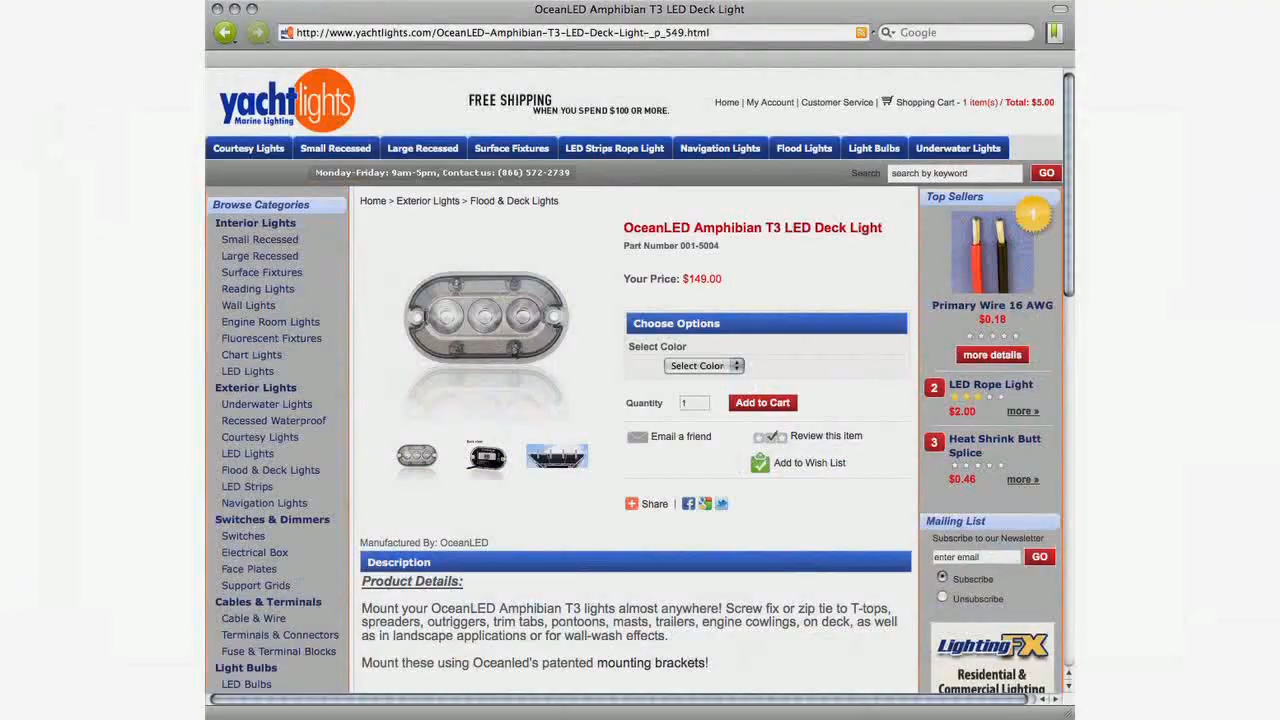 OceanLED Amphibian T3 LED Deck Light
http://www.yachtlights.com/OceanLED-Amphibian-T3-LED-Deck-Light-_p_549.html
Google
yachtlights
Marine Lighting
FREE SHIPPING
WHEN YOU SPEND $100 OR MORE.
Home | My Account | Customer Service | Shopping Cart - 1 item(s) / Total: $5.00
Courtesy Lights Small Recessed Large Recessed Surface Fixtures LED Strips Rope Light Navigation Lights Flood Lights Light Bulbs Underwater Lights
Monday-Friday: 9am-5pm, Contact us: (866) 572-2739
Search search by keyword GO
Browse Categories
Interior Lights
Small Recessed
Large Recessed
Surface Fixtures
Reading Lights
Wall Lights
Engine Room Lights
Fluorescent Fixtures
Chart Lights
LED Lights
Exterior Lights
Underwater Lights
Recessed Waterproof
Courtesy Lights
LED Lights
Flood & Deck Lights
LED Strips
Navigation Lights
Switches & Dimmers
Switches
Electrical Box
Face Plates
Support Grids
Cables & Terminals
Cable & Wire
Terminals & Connectors
Fuse & Terminal Blocks
Light Bulbs
LED Bulbs
Home > Exterior Lights > Flood & Deck Lights
OceanLED Amphibian T3 LED Deck Light
Part Number 001-5004
Your Price: $149.00
Choose Options
Select Color
Select Color
Quantity 1 Add to Cart
Email a friend Review this item
Add to Wish List
Share |
Manufactured By: OceanLED
Description
Product Details:
Mount your OceanLED Amphibian T3 lights almost anywhere! Screw fix or zip tie to T-tops,
spreaders, outriggers, trim tabs, pontoons, masts, trailers, engine cowlings, on deck, as well
as in landscape applications or for wall-wash effects.
Mount these using Oceanled's patented mounting brackets!
Top Sellers
1
Primary Wire 16 AWG
$0.18
more details
2 LED Rope Light
$2.00 more »
3 Heat Shrink Butt
Splice
$0.46 more »
Mailing List
Subscribe to our Newsletter
enter email GO
Subscribe
Unsubscribe
LightingFX
Residential &
Commercial Lighting